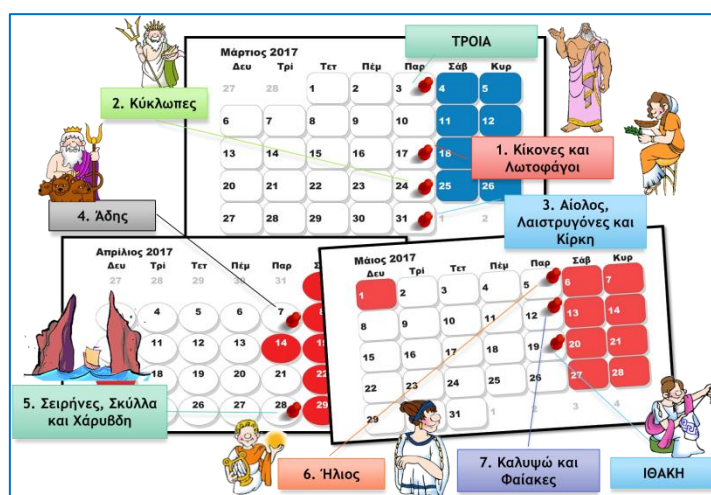 ΤΡΟΙΑ
Μάρτιος 2017
Δευ Τρί Τετ Πέμ Παρ Σάβ Κυρ
27 28 1 2 3 4 5
6 7 8 9 10 11 12
13 14 15 16 17 18
20 21 22 23 24 25 26
27 28 29 30 31 1 2
2. Κύκλωπες
1. Κίκονες και
Λωτοφάγοι
3. Αίολος,
Λαιστρυγόνες και
Κίρκη
4. Άδης
Απρίλιος 2017
Δευ Τρί Τετ Πέμ Παρ
27 28 29 30 31
4 5 6 7 8
11 12 13 14 15
18 19 20 21 22
26 27 28 29
Μάιος 2017
Δευ Τρί Τετ Πέμ Παρ Σάβ Κυρ
1 2 3 4 5 6 7
8 9 10 11 12 13 14
15 16 17 18 19 20 21
22 23 24 25 26 27 28
29 31 1 2 3 4
5. Σειρήνες, Σκύλλα
και Χάρυβδη
6. Ήλιος
7. Καλυψώ και
Φαίακες
ΙΘΑΚΗ